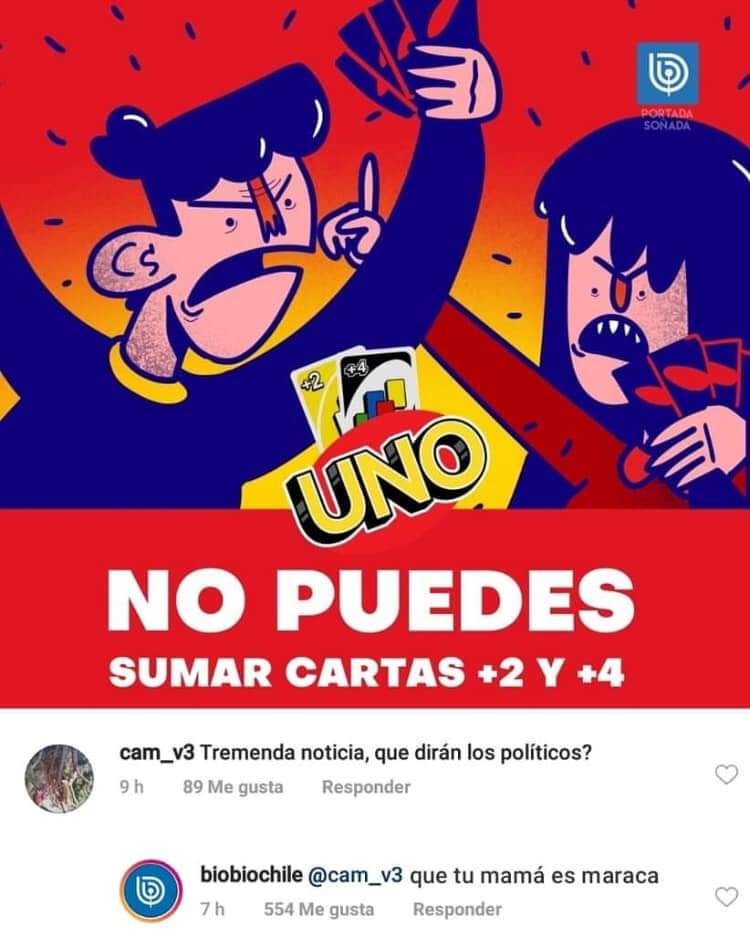 PORTADA
SOÑADA
+2
+4
UNO
NO PUEDES
SUMAR CARTAS +2 Y +4
cam_v3 Tremenda noticia, que dirán los políticos?
9 h 89 Me gusta Responder
biobiochile @cam_v3 que tu mamá es maraca
7 h 554 Me gusta Responder